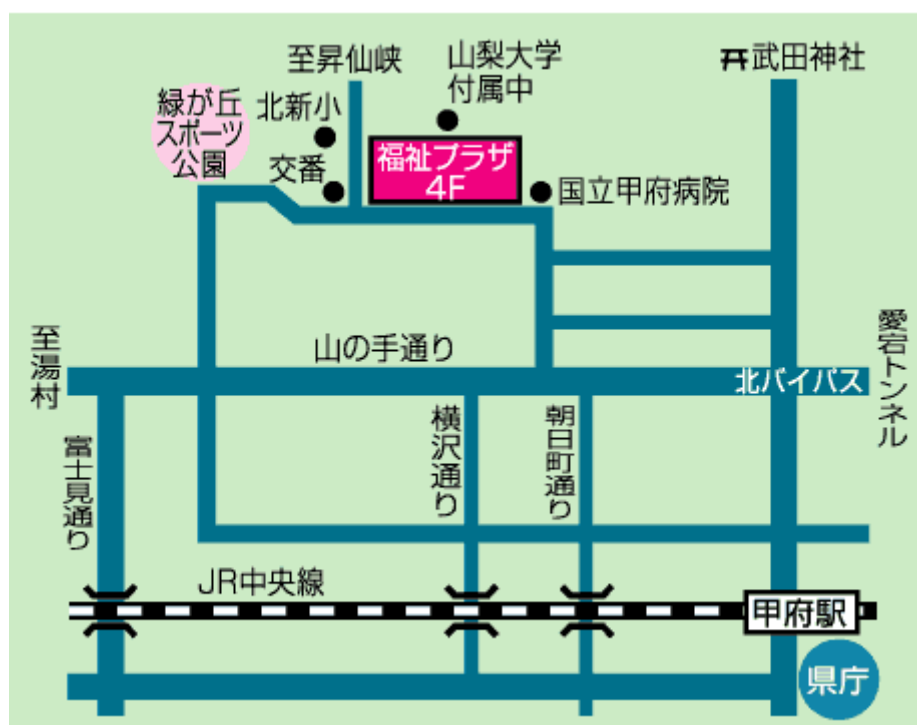 至昇仙峡
山梨大学
付属中
武田神社
緑が丘
スポーツ
公園
北新小
交番
福祉プラザ
4F
国立甲府病院
至湯村
山の手通り
北バイパス
愛宕トンネル
富士見通り
横沢通り
朝日町通り
JR中央線
甲府駅
県庁